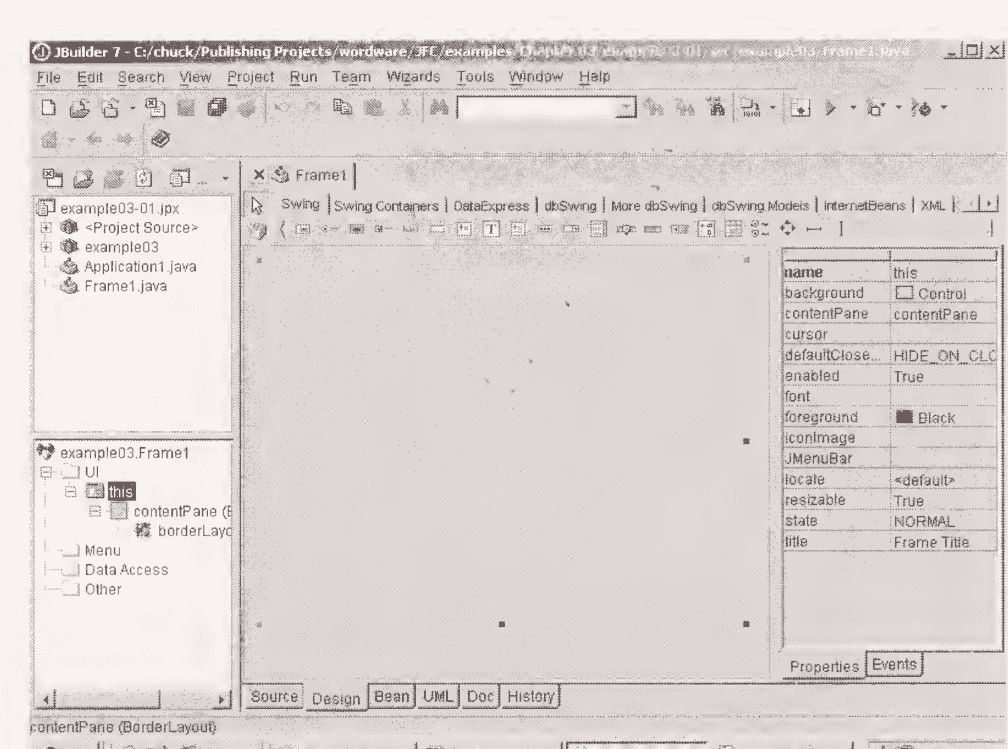 JBuilder 7 - C:/chuck/Publishing Projects/wordware/JFC/examples
File Edit Search View Project Run Team Wizards Tools Window Help
Frame1
Swing Swing Containers DataExpress dbSwing More dbSwing dbSwing Models InternetBeans XML
example03-01.jpx
<Project Source>
example03
Application1.java
Frame1.java
name this
background Control
contentPane contentPane
cursor
defaultClose... HIDE_ON_CLO
enabled True
font
foreground Black
iconImage
JMenuBar
locale <default>
resizable True
state NORMAL
title Frame Title
example03.Frame1
UI
this
contentPane (B
borderLayo
Menu
Data Access
Other
Properties Events
Source Design Bean UML Doc History
contentPane (BorderLayout)